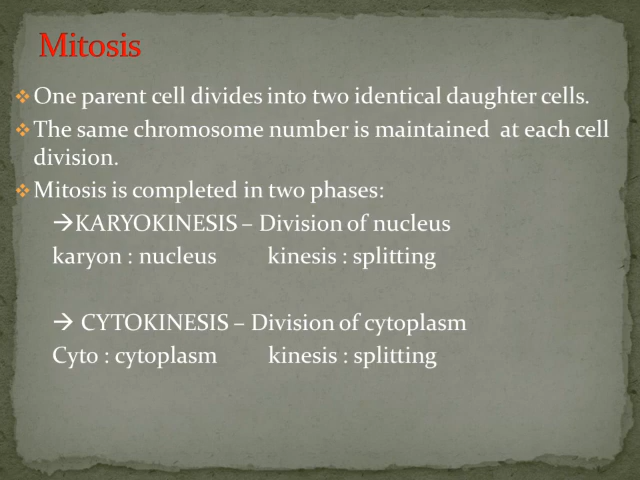 Mitosis
❖One parent cell divides into two identical daughter cells.
❖The same chromosome number is maintained at each cell
division.
❖Mitosis is completed in two phases:
→KARYOKINESIS – Division of nucleus
karyon : nucleus kinesis : splitting
→ CYTOKINESIS – Division of cytoplasm
Cyto : cytoplasm kinesis : splitting